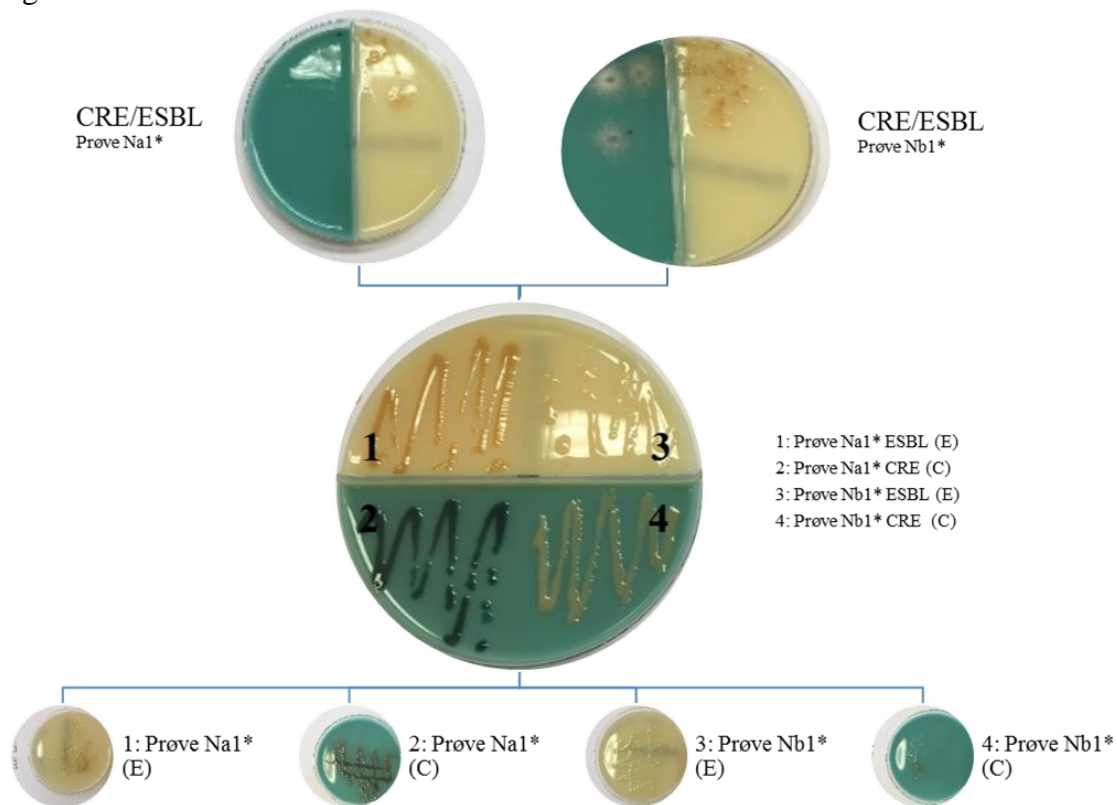 CRE/ESBL
Prøve Na1*
CRE/ESBL
Prøve Nb1*
1
3
2
4
1: Prøve Na1* ESBL (E)
2: Prøve Na1* CRE (C)
3: Prøve Nb1* ESBL (E)
4: Prøve Nb1* CRE (C)
1: Prøve Na1*
(E)
2: Prøve Na1*
(C)
3: Prøve Nb1*
(E)
4: Prøve Nb1*
(C)